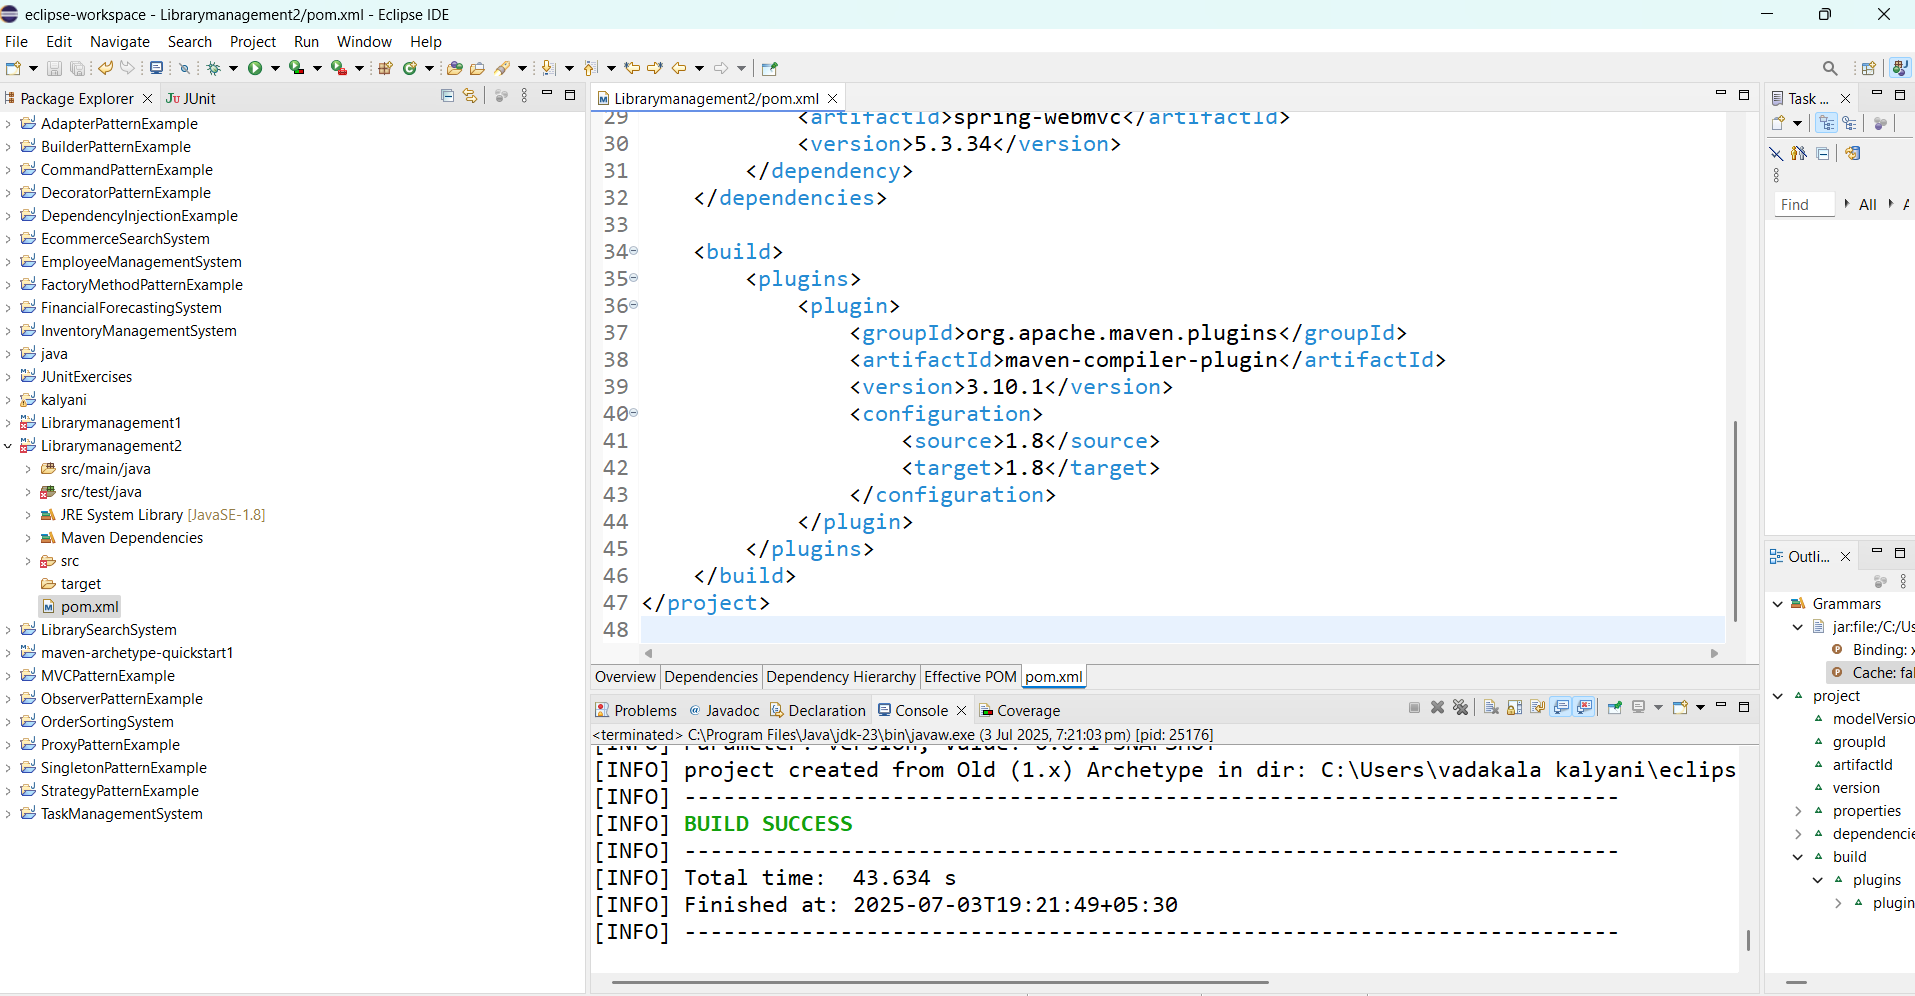 eclipse-workspace - Librarymanagement2/pom.xml - Eclipse IDE
File Edit Navigate Search Project Run Window Help
Package Explorer
JUnit
AdapterPatternExample
BuilderPatternExample
CommandPatternExample
DecoratorPatternExample
DependencyInjectionExample
EcommerceSearchSystem
EmployeeManagementSystem
FactoryMethodPatternExample
FinancialForecastingSystem
InventoryManagementSystem
java
JUnitExercises
kalyani
Librarymanagement1
Librarymanagement2
src/main/java
src/test/java
JRE System Library [JavaSE-1.8]
Maven Dependencies
src
target
pom.xml
LibrarySearchSystem
maven-archetype-quickstart1
MVCPatternExample
ObserverPatternExample
OrderSortingSystem
ProxyPatternExample
SingletonPatternExample
StrategyPatternExample
TaskManagementSystem
Librarymanagement2/pom.xml
29 <artifactId>spring-webmvc</artifactId>
30 <version>5.3.34</version>
31 </dependency>
32 </dependencies>
33
34 <build>
35 <plugins>
36 <plugin>
37 <groupId>org.apache.maven.plugins</groupId>
38 <artifactId>maven-compiler-plugin</artifactId>
39 <version>3.10.1</version>
40 <configuration>
41 <source>1.8</source>
42 <target>1.8</target>
43 </configuration>
44 </plugin>
45 </plugins>
46 </build>
47 </project>
48
Overview Dependencies Dependency Hierarchy Effective POM pom.xml
Problems @ Javadoc Declaration Console Coverage
<terminated> C:\Program Files\Java\jdk-23\bin\javaw.exe (3 Jul 2025, 7:21:03 pm) [pid: 25176]
[INFO] Parameter: version, Value: 0.0.1-SNAPSHOT
[INFO] project created from Old (1.x) Archetype in dir: C:\Users\vadakala kalyani\eclips
[INFO] ------------------------------------------------------------------------
[INFO] BUILD SUCCESS
[INFO] ------------------------------------------------------------------------
[INFO] Total time:  43.634 s
[INFO] Finished at: 2025-07-03T19:21:49+05:30
[INFO] ------------------------------------------------------------------------
Task ...
Find All A
Outli...
Grammars
jar:file:/C:/Us
Binding: x
Cache: fal
project
modelVersio
groupId
artifactId
version
properties
dependencie
build
plugins
plugin